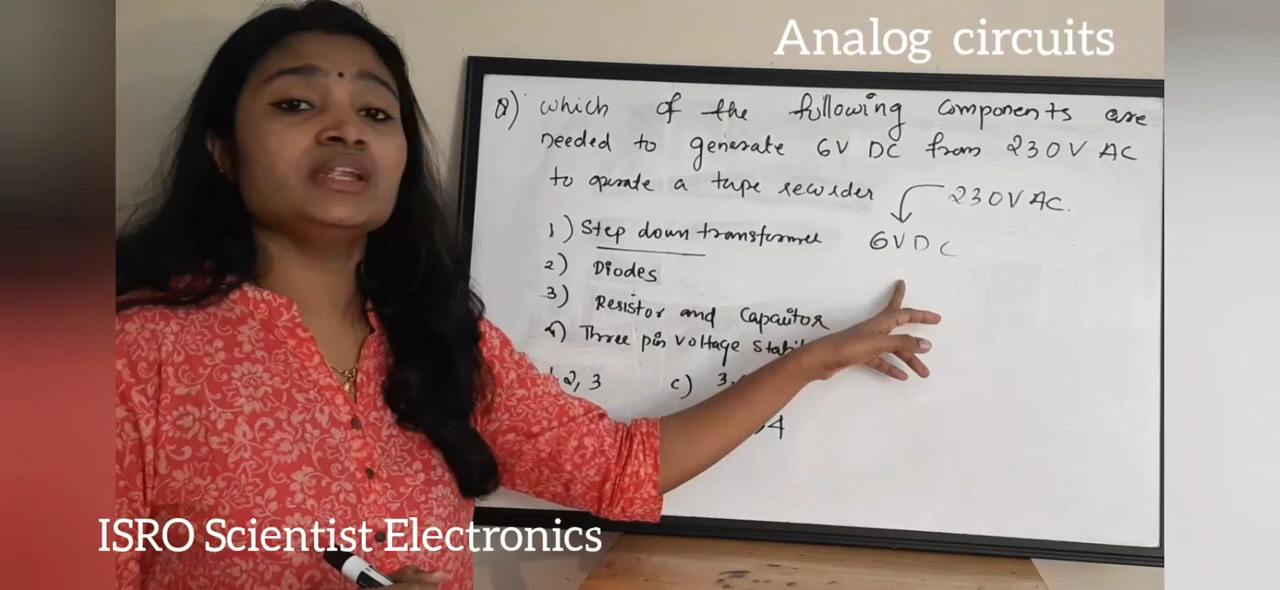 Analog circuits
Q) which of the following components are
needed to generate 6V DC from 230V AC
to operate a tape recorder
230V AC.
6V DC
1) Step down transformer
2) Diodes
3) Resistor and Capacitor
4) Three pin voltage
2, 3
c) 3
4
ISRO Scientist Electronics